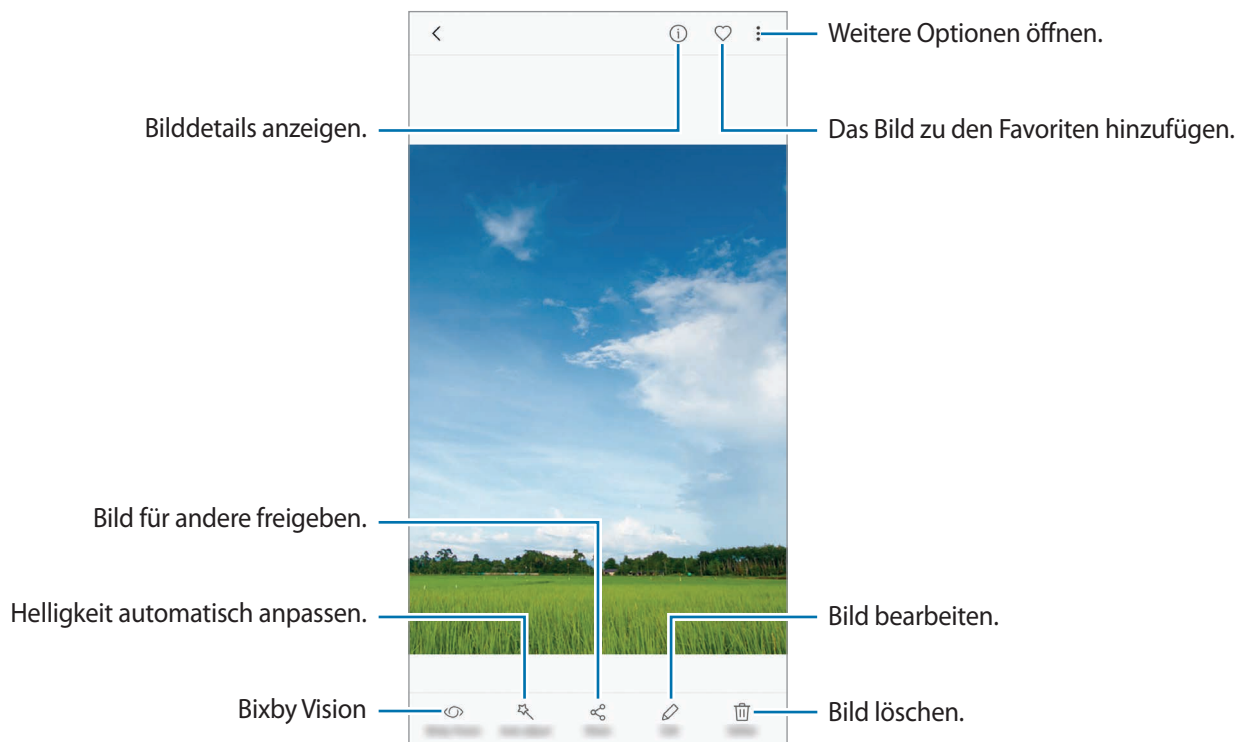 Weitere Optionen öffnen.
Bilddetails anzeigen.
Das Bild zu den Favoriten hinzufügen.
Bild für andere freigeben.
Helligkeit automatisch anpassen.
Bild bearbeiten.
Bixby Vision
Bild löschen.